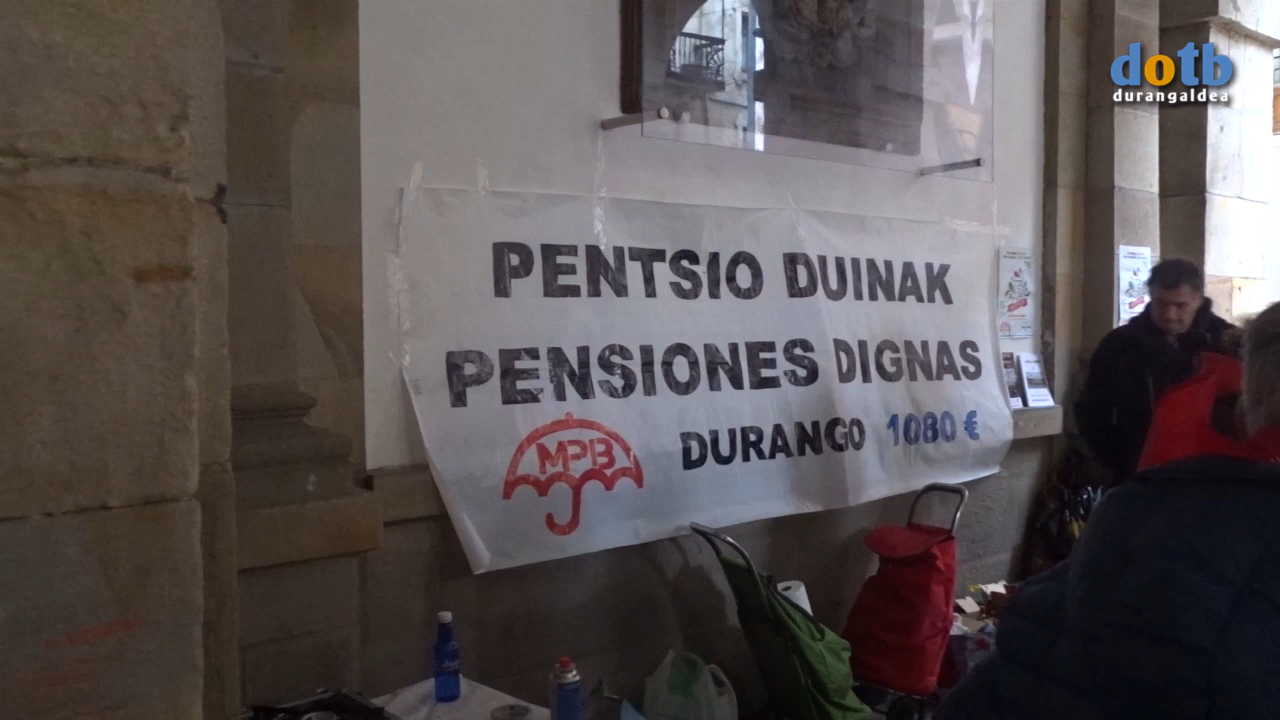 dotb
durangaldea
PENTSIO DUINAK
PENSIONES DIGNAS
MPB
DURANGO 1080 €